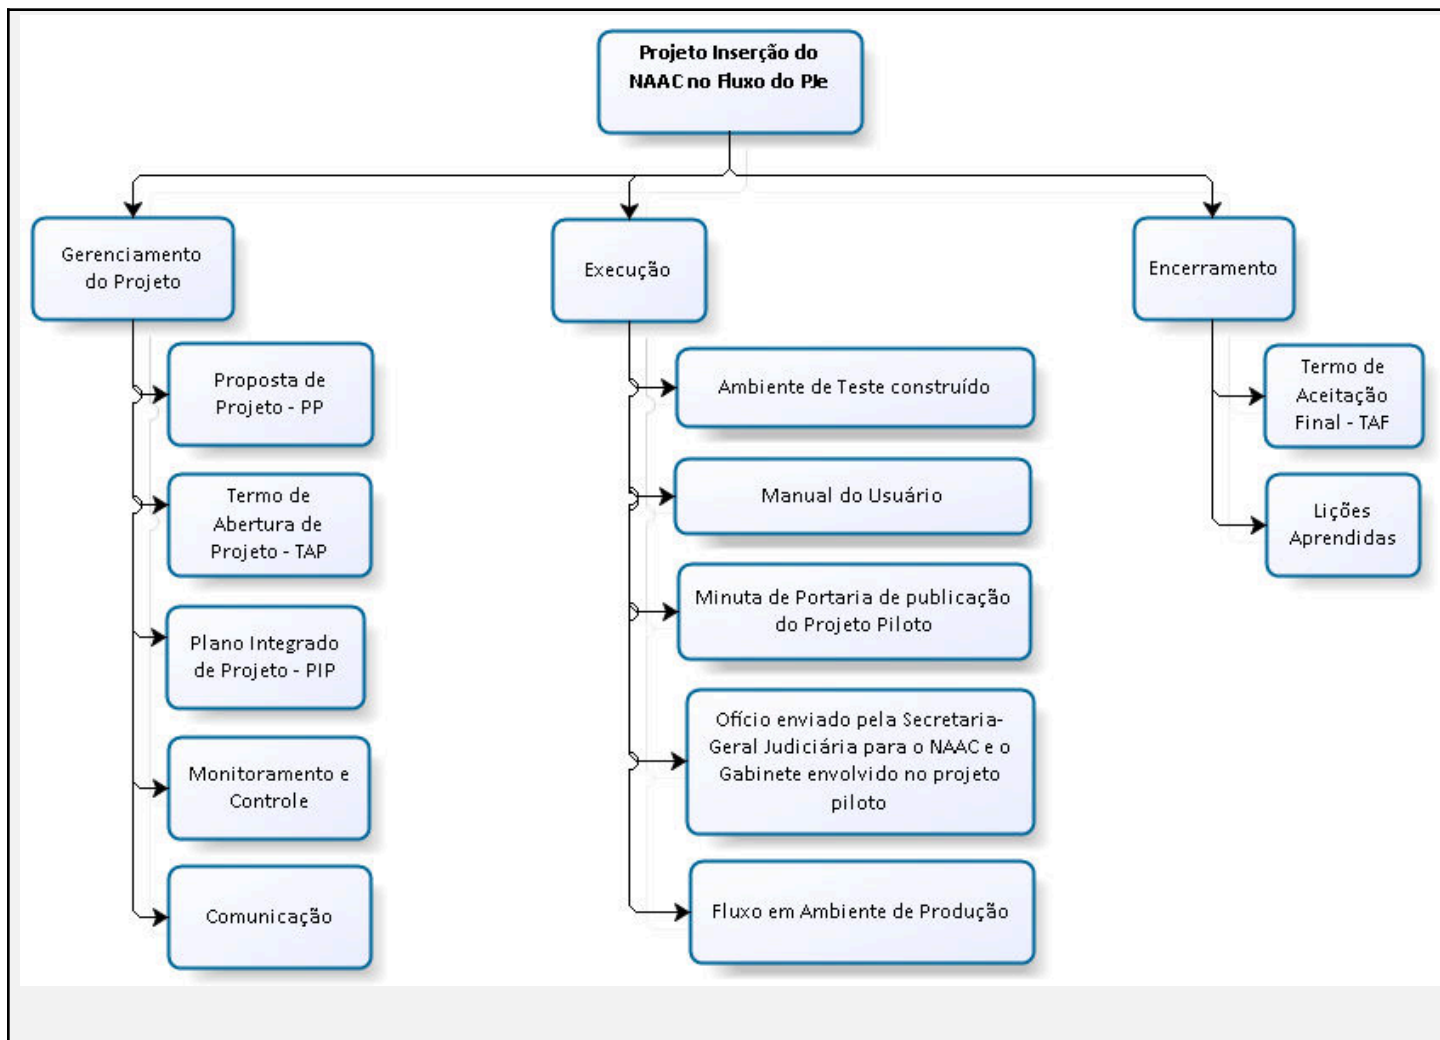 Projeto Inserção do
NAAC no Fluxo do PJe
Gerenciamento
do Projeto
Proposta de
Projeto - PP
Termo de
Abertura de
Projeto - TAP
Plano Integrado
de Projeto - PIP
Monitoramento e
Controle
Comunicação
Execução
Ambiente de Teste construído
Manual do Usuário
Minuta de Portaria de publicação
do Projeto Piloto
Ofício enviado pela Secretaria-
Geral Judiciária para o NAAC e o
Gabinete envolvido no projeto
piloto
Fluxo em Ambiente de Produção
Encerramento
Termo de
Aceitação
Final - TAF
Lições
Aprendidas